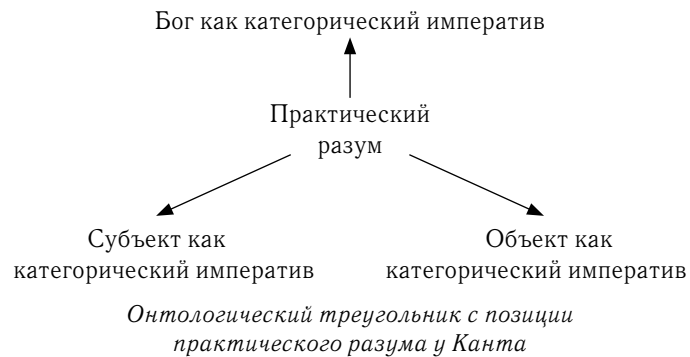 Бог как категорический императив
Практический
разум
Субъект как
категорический императив
Объект как
категорический императив
Онтологический треугольник с позиции
практического разума у Канта